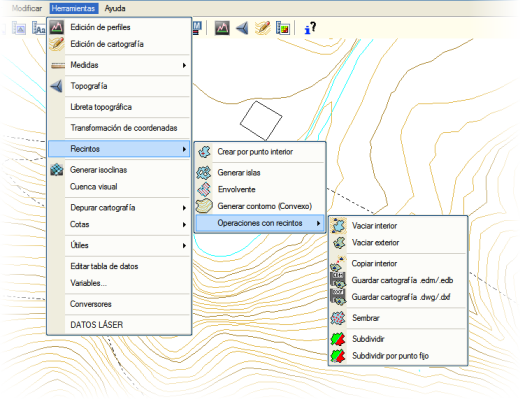 Modificar Herramientas Ayuda
Edición de perfiles
Edición de cartografía
Medidas
Topografía
Libreta topográfica
Transformación de coordenadas
Recintos
Generar isoclinas
Cuenca visual
Depurar cartografía
Cotas
Útiles
Editar tabla de datos
Variables...
Conversores
DATOS LÁSER
Crear por punto interior
Generar islas
Envolvente
Generar contorno (Convexo)
Operaciones con recintos
Vaciar interior
Vaciar exterior
Copiar interior
Guardar cartografía .edm/.edb
Guardar cartografía .dwg/.dxf
Sembrar
Subdividir
Subdividir por punto fijo